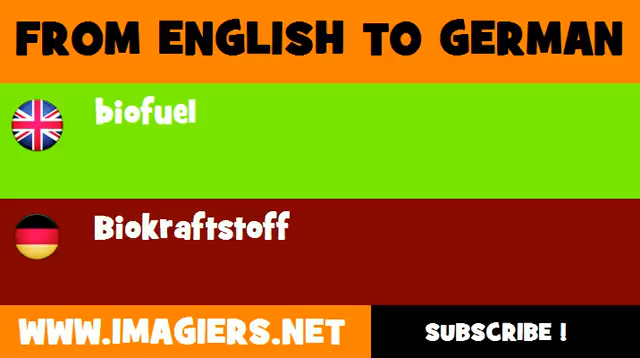 FROM ENGLISH TO GERMAN
biofuel
Biokraftstoff
WWW.IMAGIERS.NET
SUBSCRIBE !